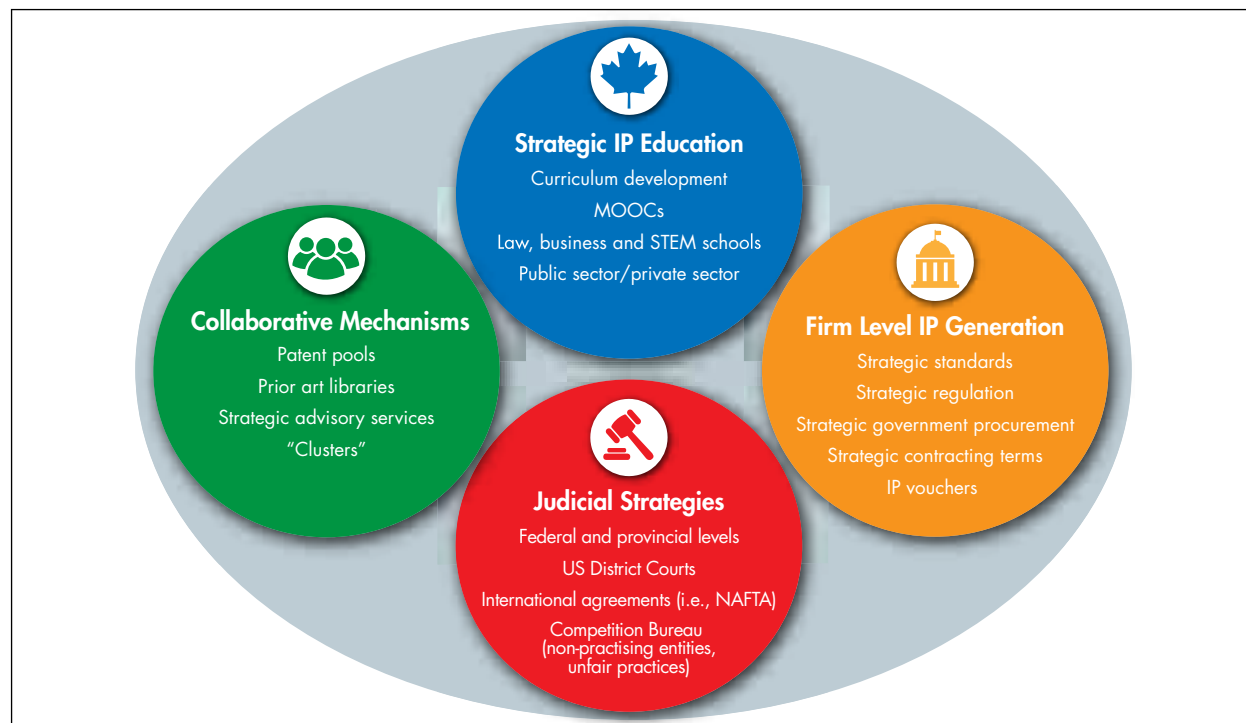 Strategic IP Education
Curriculum development
MOOCs
Law, business and STEM schools
Public sector/private sector
Collaborative Mechanisms
Patent pools
Prior art libraries
Strategic advisory services
“Clusters”
Firm Level IP Generation
Strategic standards
Strategic regulation
Strategic government procurement
Strategic contracting terms
IP vouchers
Judicial Strategies
Federal and provincial levels
US District Courts
International agreements (i.e., NAFTA)
Competition Bureau
(non-practising entities,
unfair practices)